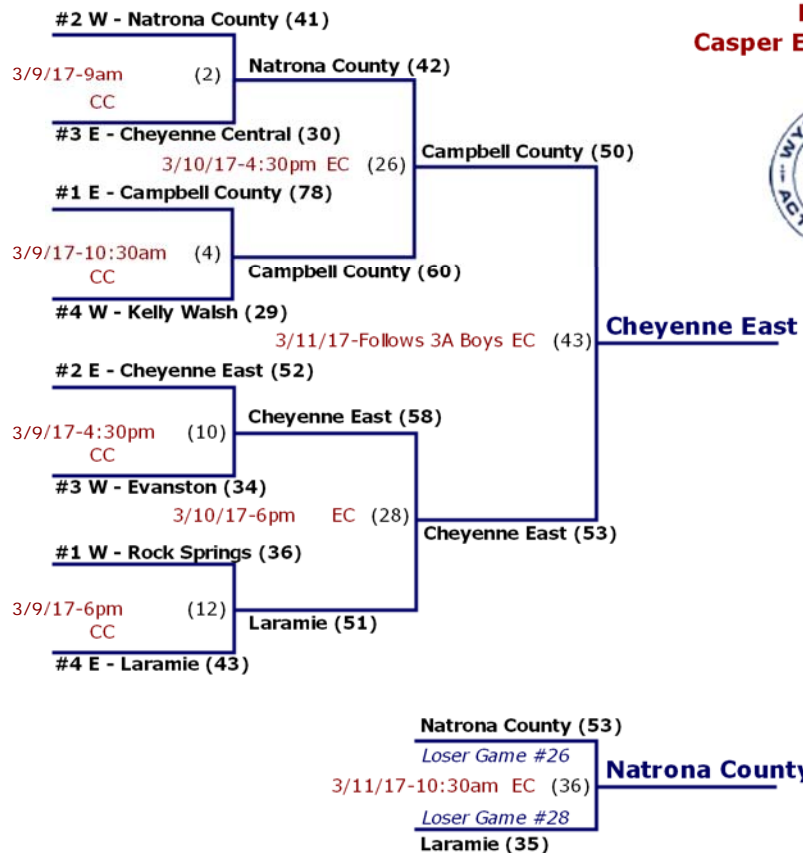 #2 W - Natrona County (41)
3/9/17-9am (2)
CC
Natrona County (42)
#3 E - Cheyenne Central (30)
3/10/17-4:30pm EC (26)
Campbell County (50)
#1 E - Campbell County (78)
3/9/17-10:30am (4)
CC
Campbell County (60)
#4 W - Kelly Walsh (29)
3/11/17-Follows 3A Boys EC (43)
Cheyenne East
#2 E - Cheyenne East (52)
Cheyenne East (58)
3/9/17-4:30pm (10)
CC
#3 W - Evanston (34)
3/10/17-6pm EC (28)
Cheyenne East (53)
#1 W - Rock Springs (36)
3/9/17-6pm (12)
CC
Laramie (51)
#4 E - Laramie (43)
Natrona County (53)
Loser Game #26
3/11/17-10:30am EC (36)
Natrona County
Loser Game #28
Laramie (35)
Casper E
WY
ACT